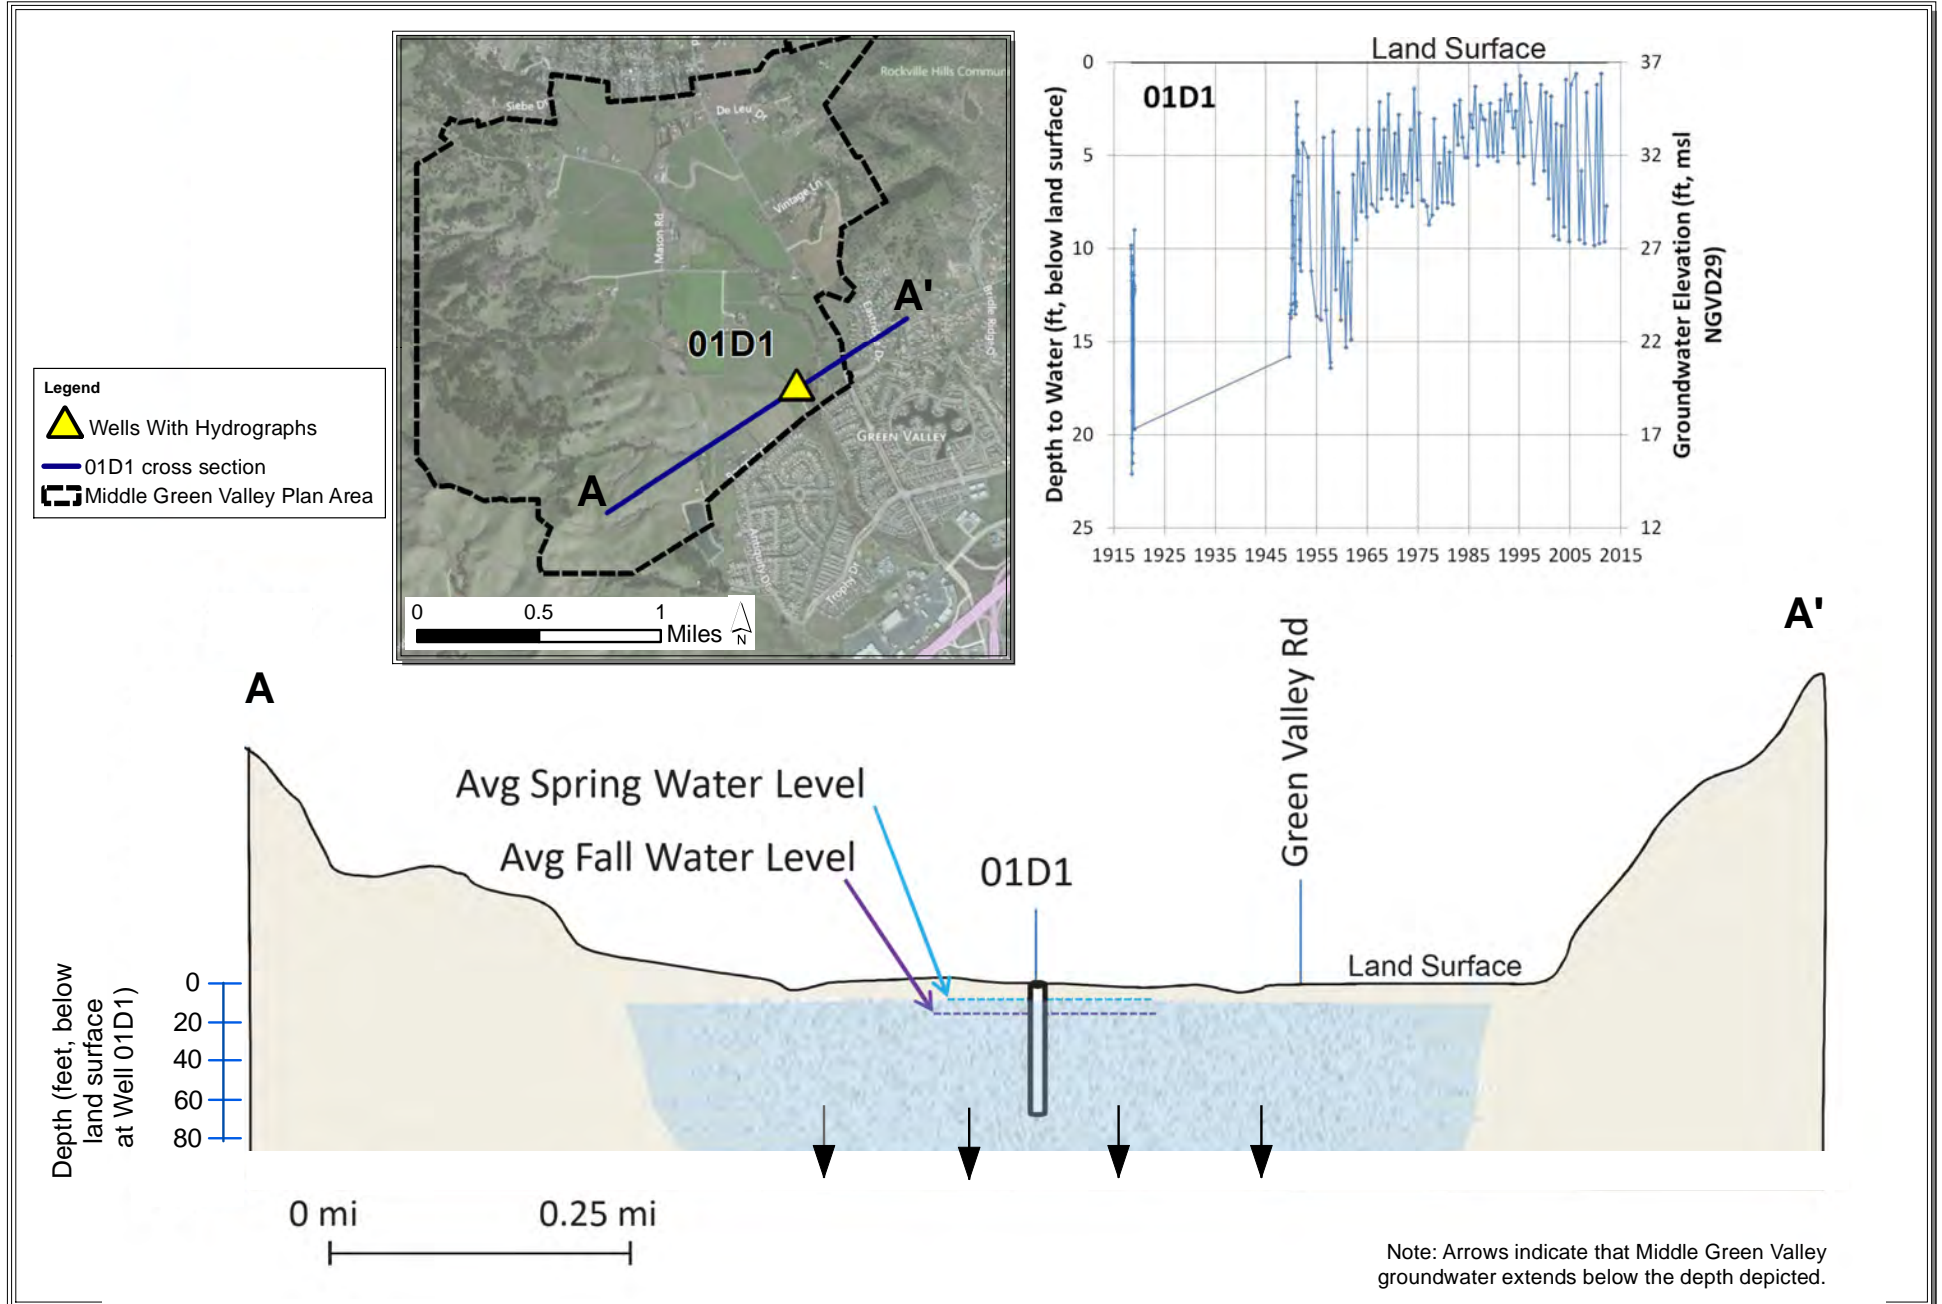 Siebe Dr
De Leu Dr
Rockville Hills Commun
Vintage Ln
Mason Rd
A'
01D1
GREEN VALLEY
A
Antiquity Dr
Trophy Dr
0 0.5 1
Miles
N
Legend
Wells With Hydrographs
01D1 cross section
Middle Green Valley Plan Area
Land Surface
01D1
Depth to Water (ft, below land surface)
0
5
10
15
20
25
37
32
27
22
17
12
Groundwater Elevation (ft, msl
NGVD29)
1915 1925 1935 1945 1955 1965 1975 1985 1995 2005 2015
A
A'
Avg Spring Water Level
Avg Fall Water Level
01D1
Green Valley Rd
Land Surface
Depth (feet, below
land surface
at Well 01D1)
0
20
40
60
80
0 mi 0.25 mi
Note: Arrows indicate that Middle Green Valley
groundwater extends below the depth depicted.